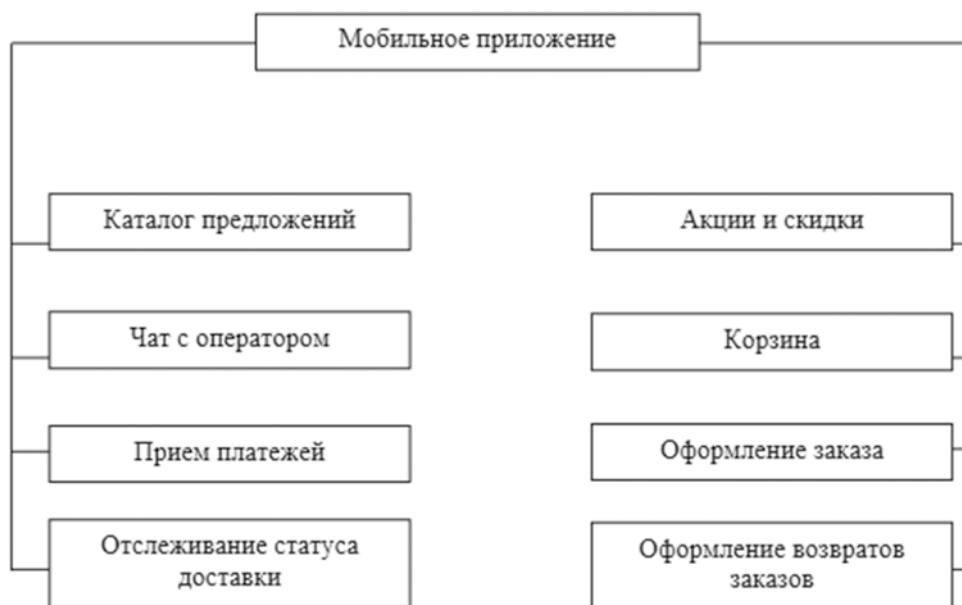 Мобильное приложение
Каталог предложений
Акции и скидки
Чат с оператором
Корзина
Прием платежей
Оформление заказа
Отслеживание статуса
доставки
Оформление возвратов
заказов